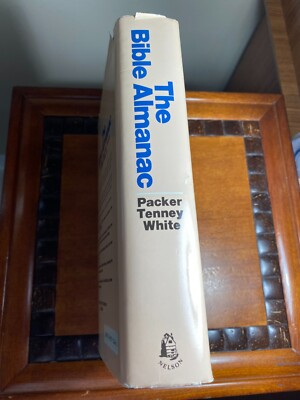 The
Bible Almanac
Packer
Tenney
White
NELSON